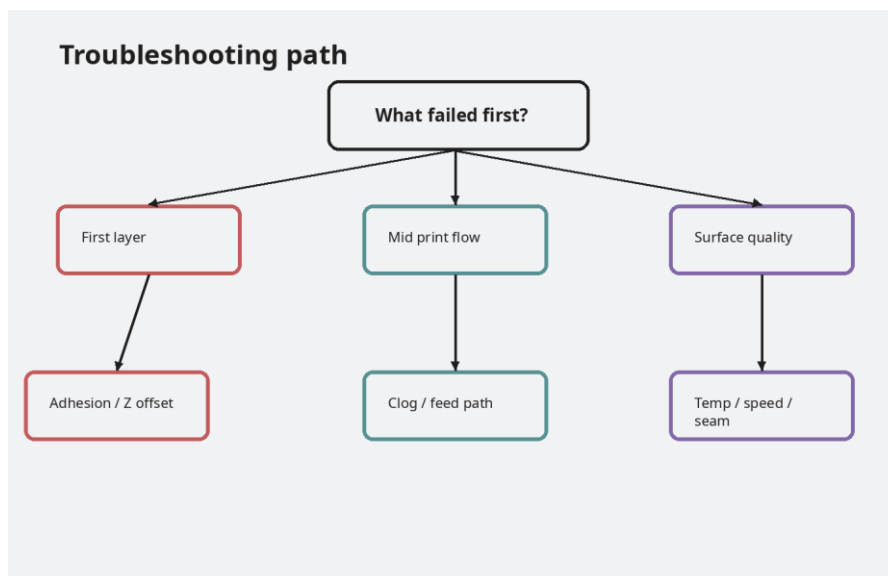 Troubleshooting path
What failed first?
First layer
Mid print flow
Surface quality
Adhesion / Z offset
Clog / feed path
Temp / speed /
seam